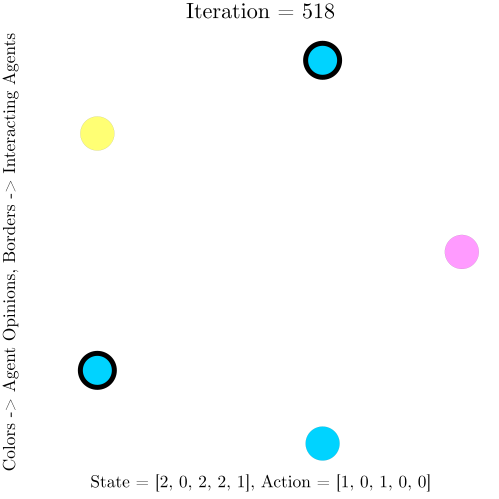 Iteration = 518
Colors -> Agent Opinions, Borders -> Interacting Agents
State = [2, 0, 2, 2, 1], Action = [1, 0, 1, 0, 0]